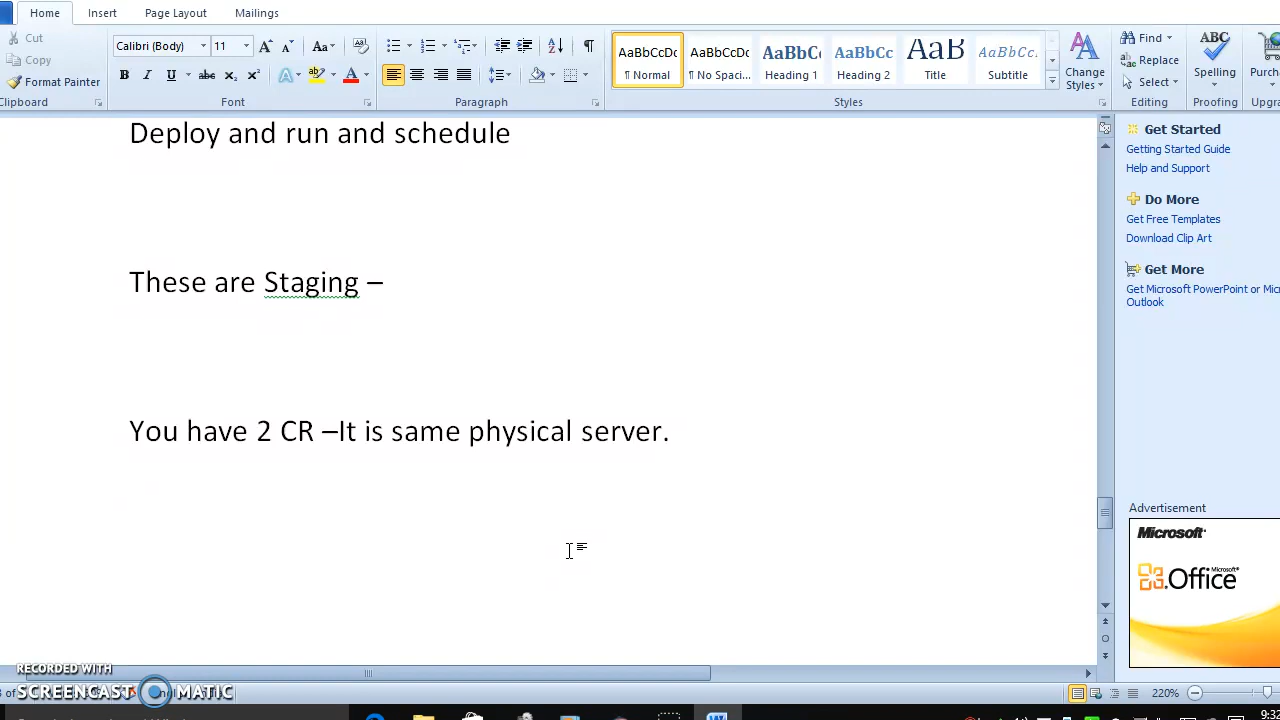 Home Insert Page Layout Mailings
Cut
Copy
Format Painter
Clipboard
Calibri (Body) 11
Font
Paragraph
AaBbCcDc AaBbCcDc AaBbC AaBbCc AaB AaBbCc.
¶ Normal ¶ No Spaci... Heading 1 Heading 2 Title Subtitle
Change
Styles
Styles
Find
Replace
Select
Editing
ABC
Spelling
Proofing
Deploy and run and schedule
These are Staging –
You have 2 CR –It is same physical server.
Get Started
Getting Started Guide
Help and Support
Do More
Get Free Templates
Download Clip Art
Get More
Get Microsoft PowerPoint or
Outlook
Advertisement
Microsoft
Office
RECORDED WITH
SCREENCAST MATIC
220%